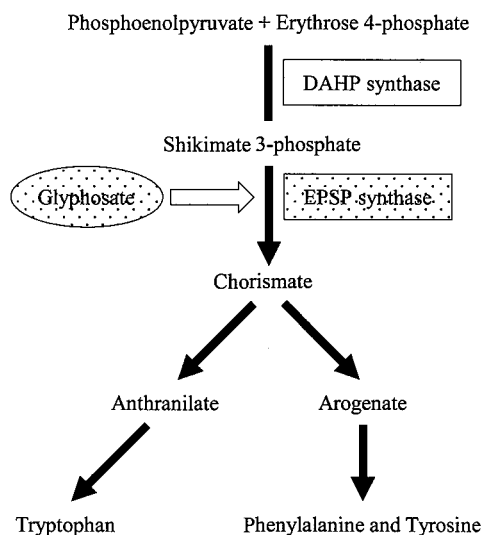 Phosphoenolpyruvate + Erythrose 4-phosphate
DAHP synthase
Shikimate 3-phosphate
Glyphosate
EPSP synthase
Chorismate
Anthranilate
Arogenate
Tryptophan
Phenylalanine and Tyrosine